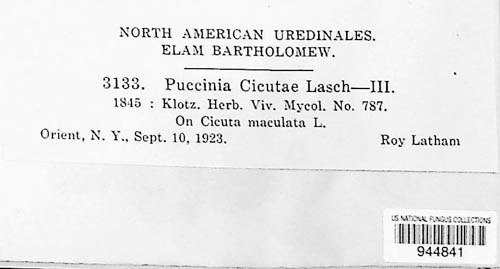 NORTH AMERICAN UREDINALES.
ELAM BARTHOLOMEW.
3133. Puccinia Cicutae Lasch—III.
1845 : Klotz. Herb. Viv. Mycol. No. 787.
On Cicuta maculata L.
Orient, N. Y., Sept. 10, 1923. Roy Latham
US NATIONAL FUNGUS COLLECTIONS
944841